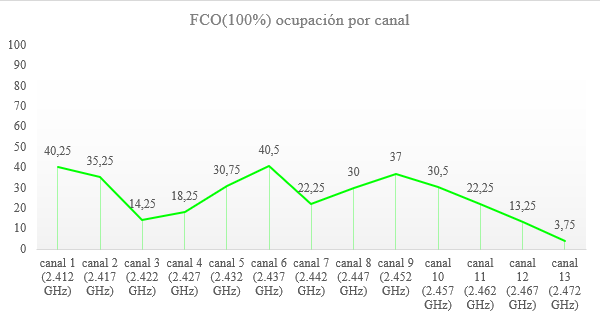 FCO(100%) ocupación por canal
100
90
80
70
60
50
40
30
20
10
0
40,25
35,25
14,25
18,25
30,75
40,5
22,25
30
37
30,5
22,25
13,25
3,75
canal 1 (2.412 GHz)
canal 2 (2.417 GHz)
canal 3 (2.422 GHz)
canal 4 (2.427 GHz)
canal 5 (2.432 GHz)
canal 6 (2.437 GHz)
canal 7 (2.442 GHz)
canal 8 (2.447 GHz)
canal 9 (2.452 GHz)
canal 10 (2.457 GHz)
canal 11 (2.462 GHz)
canal 12 (2.467 GHz)
canal 13 (2.472 GHz)